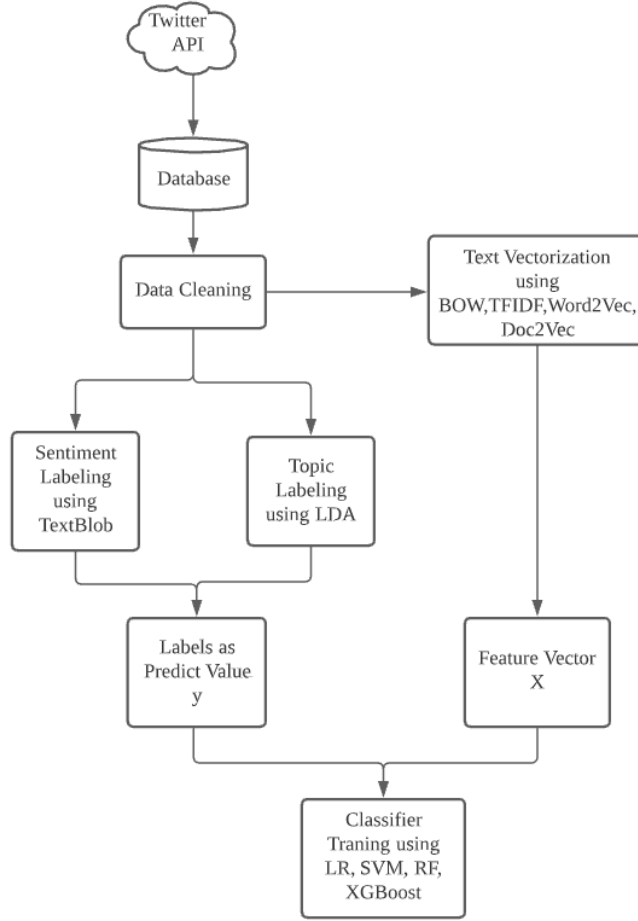 Twitter
API
Database
Data Cleaning
Text Vectorization
using
BOW,TFIDF,Word2Vec,
Doc2Vec
Sentiment
Labeling
using
TextBlob
Topic
Labeling
using LDA
Labels as
Predict Value
y
Feature Vector
X
Classifier
Traning using
LR, SVM, RF,
XGBoost